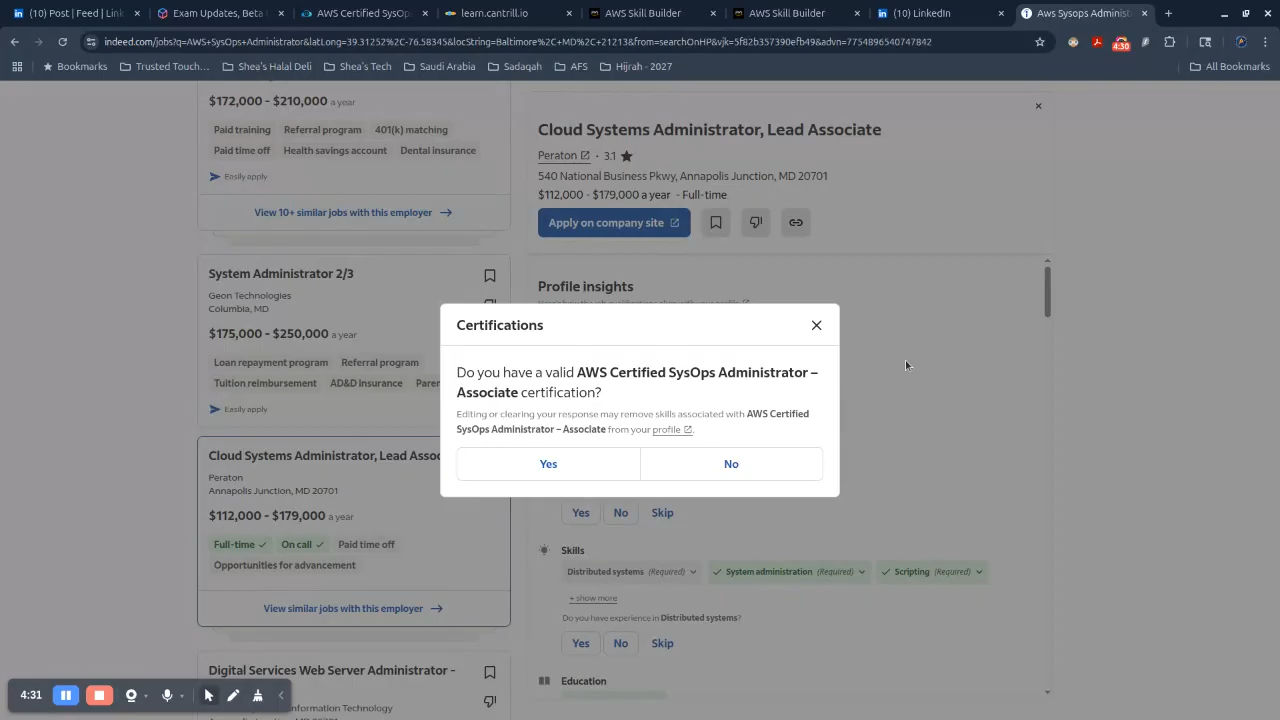 (10) Post | Feed | Link
Exam Updates, Beta
AWS Certified SysOp
learn.cantrill.io
AWS Skill Builder
AWS Skill Builder
(10) LinkedIn
Aws Sysops Administ
indeed.com/jobs?q=AWS+SysOps+Administrator&latLong=39.31252%2C-76.58345&locString=Baltimore%2C+MD%2C+21213&from=searchOnHP&vjk=5f82b357390efb49&advn=7754896540747842
4:30
Bookmarks
Trusted Touch...
Shea's Halal Deli
Shea's Tech
Saudi Arabia
Sadaqah
AFS
Hijrah - 2027
All Bookmarks
$172,000 - $210,000 a year
Paid training
Referral program
401(k) matching
Paid time off
Health savings account
Dental insurance
Easily apply
View 10+ similar jobs with this employer
System Administrator 2/3
Geon Technologies
Columbia, MD
$175,000 - $250,000 a year
Loan repayment program
Referral program
Tuition reimbursement
AD&D insurance
Paren
Easily apply
Cloud Systems Administrator, Lead Assoc
Peraton
Annapolis Junction, MD 20701
$112,000 - $179,000 a year
Full-time
On call
Paid time off
Opportunities for advancement
View similar jobs with this employer
Digital Services Web Server Administrator -
nformation Technology
4:31
Cloud Systems Administrator, Lead Associate
Peraton
3.1
540 National Business Pkwy, Annapolis Junction, MD 20701
$112,000 - $179,000 a year - Full-time
Apply on company site
Profile insights
Certifications
Do you have a valid AWS Certified SysOps Administrator –
Associate certification?
Editing or clearing your response may remove skills associated with AWS Certified
SysOps Administrator – Associate from your profile.
Yes
No
Yes
No
Skip
Skills
Distributed systems (Required)
System administration (Required)
Scripting (Required)
+ show more
Do you have experience in Distributed systems?
Yes
No
Skip
Education